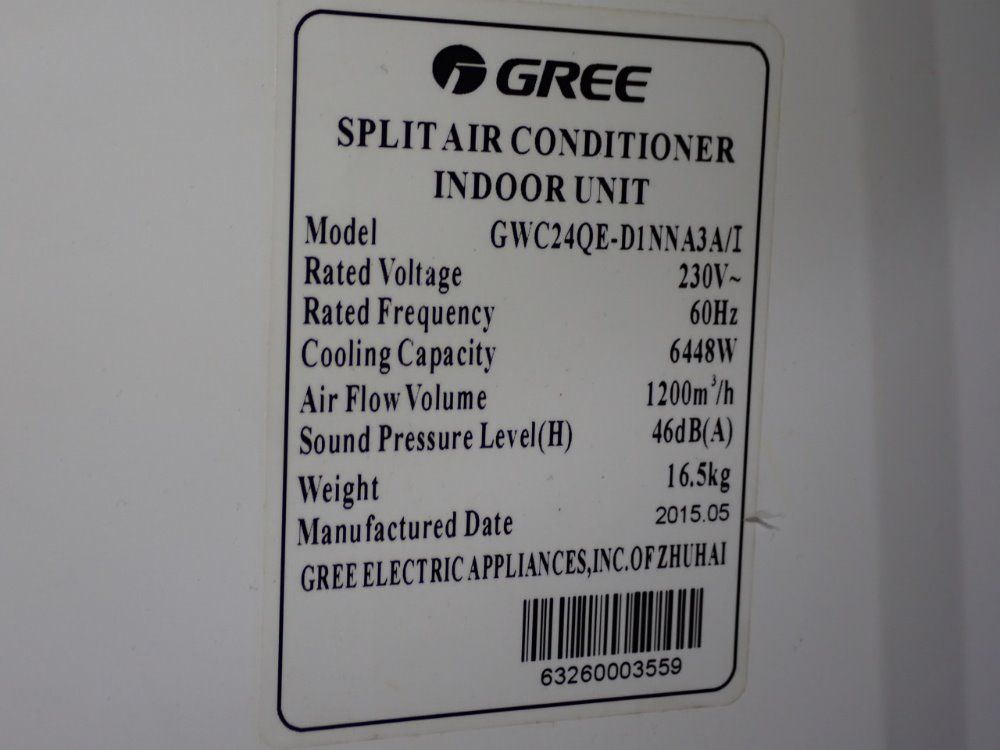 GREE
SPLIT AIR CONDITIONER
INDOOR UNIT
Model GWC24QE-D1NNA3A/I
Rated Voltage 230V~
Rated Frequency 60Hz
Cooling Capacity 6448W
Air Flow Volume 1200m³/h
Sound Pressure Level(H) 46dB(A)
Weight 16.5kg
Manufactured Date 2015.05
GREE ELECTRIC APPLIANCES,INC.OF ZHUHAI
63260003559